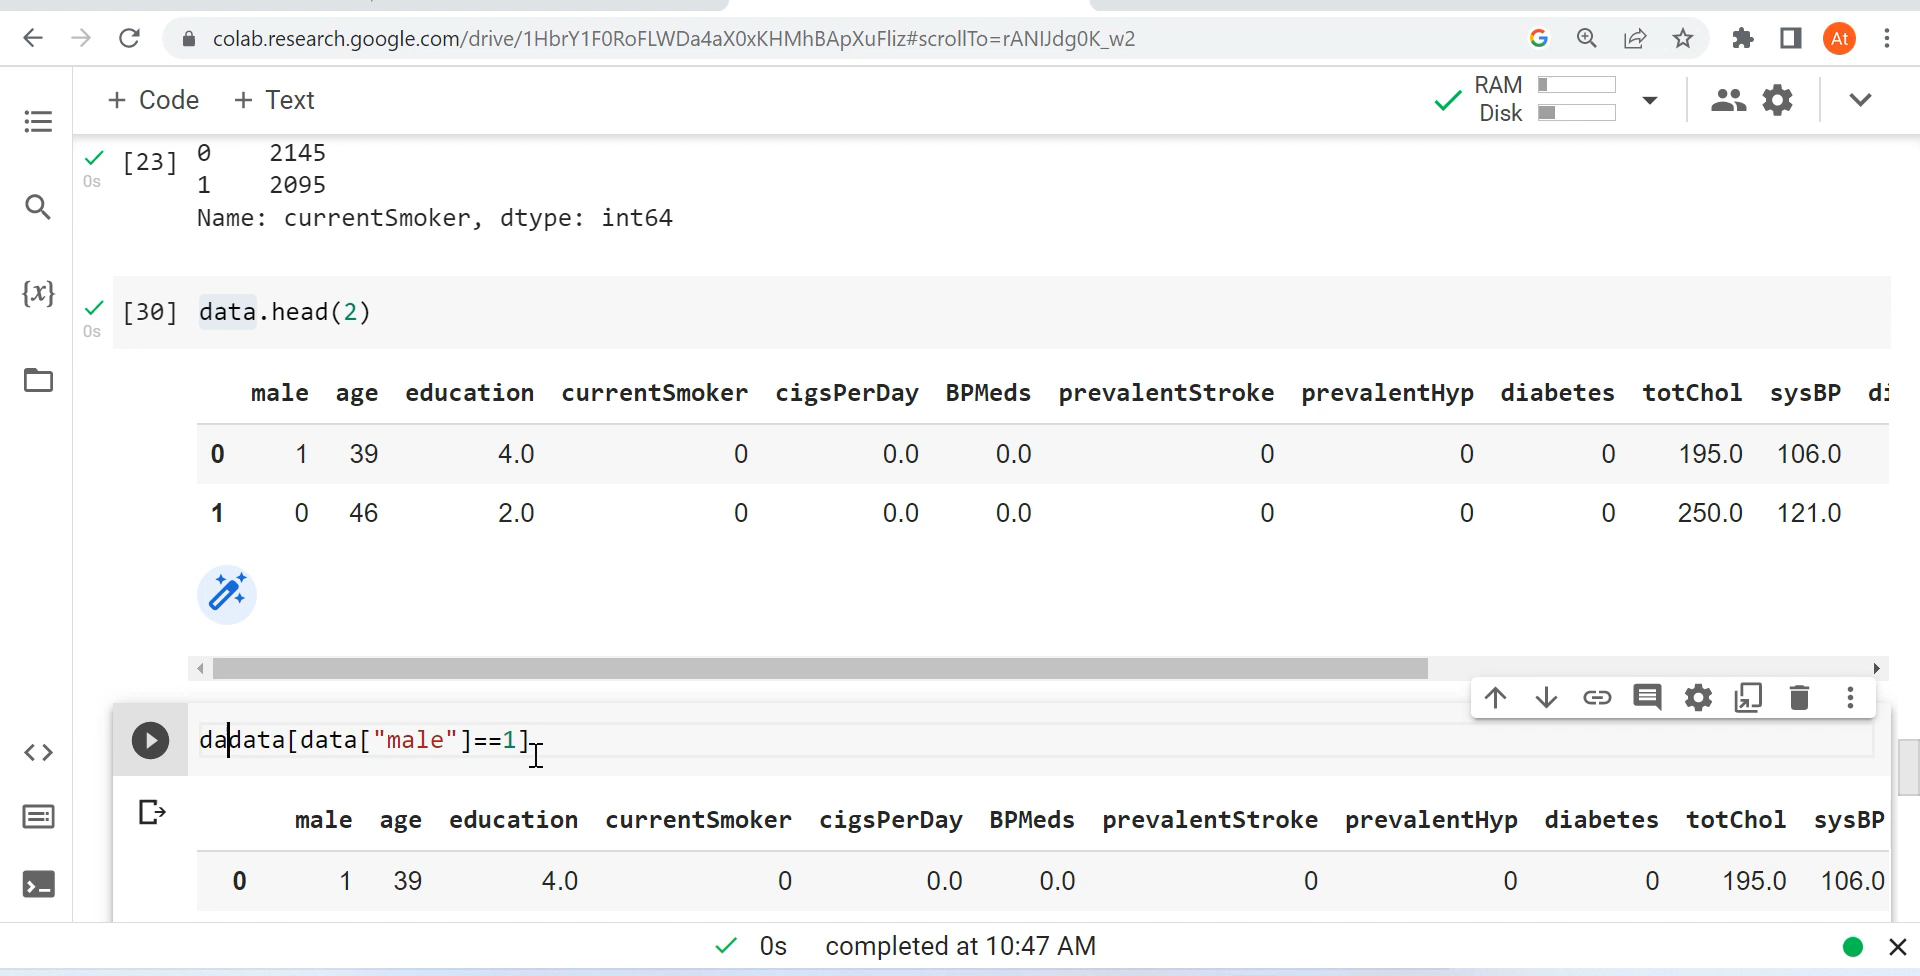 colab.research.google.com/drive/1HbrY1F0RoFLWDa4aX0xKHMhBApXuFliz#scrollTo=rANIJdg0K_w2
At
+ Code + Text
RAM
Disk
[23] 0 2145
0s
1 2095
Name: currentSmoker, dtype: int64
{x}
[30] data.head(2)
0s
male age education currentSmoker cigsPerDay BPMeds prevalentStroke prevalentHyp diabetes totChol sysBP di
0 1 39 4.0 0 0.0 0.0 0 0 0 195.0 106.0
1 0 46 2.0 0 0.0 0.0 0 0 0 250.0 121.0
dadata[data["male"]==1]
male age education currentSmoker cigsPerDay BPMeds prevalentStroke prevalentHyp diabetes totChol sysBP
0 1 39 4.0 0 0.0 0.0 0 0 0 195.0 106.0
0s completed at 10:47 AM